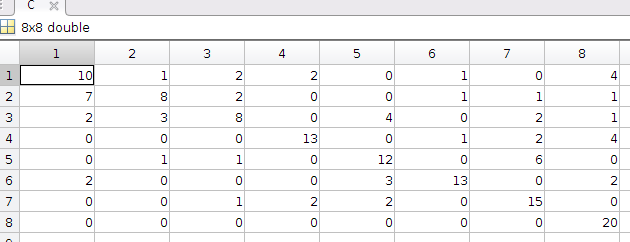 C
8x8 double
1 2 3 4 5 6 7 8
1 10 1 2 2 0 1 0 4
2 7 8 2 0 0 1 1 1
3 2 3 8 0 4 0 2 1
4 0 0 0 13 0 1 2 4
5 0 1 1 0 12 0 6 0
6 2 0 0 0 3 13 0 2
7 0 0 1 2 2 0 15 0
8 0 0 0 0 0 0 0 20